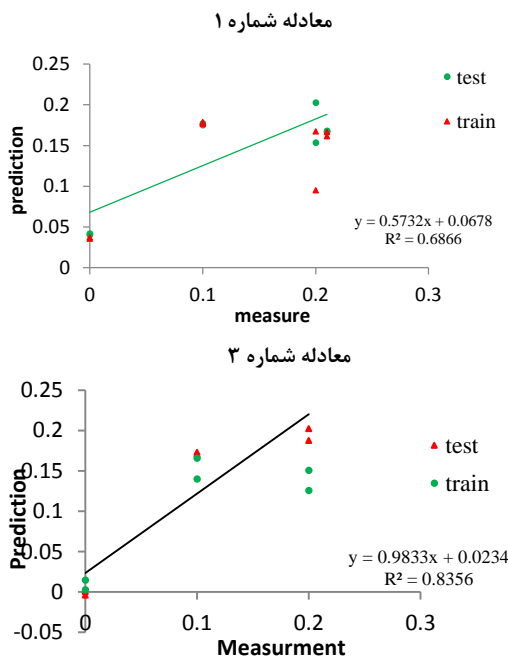 معادله شماره ۱
0.25
0.2
0.15
0.1
0.05
0
prediction
0
0.1
0.2
0.3
measure
test
train
y = 0.5732x + 0.0678
R² = 0.6866
معادله شماره ۳
0.25
0.2
0.15
0.1
0.05
0
-0.05
Prediction
0
0.1
0.2
0.3
Measurment
test
train
y = 0.9833x + 0.0234
R² = 0.8356